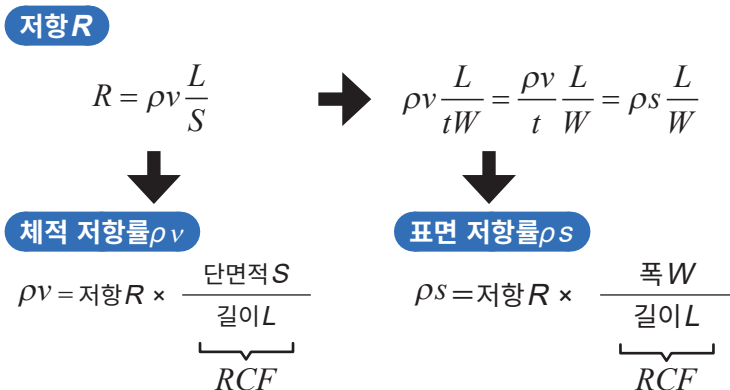 저항R
R = ρv L/S → ρv L/tW = ρv/t L/W = ρs L/W
체적 저항률ρv
표면 저항률ρs
ρv = 저항R × 단면적S/길이L
RCF
ρs = 저항R × 폭W/길이L
RCF